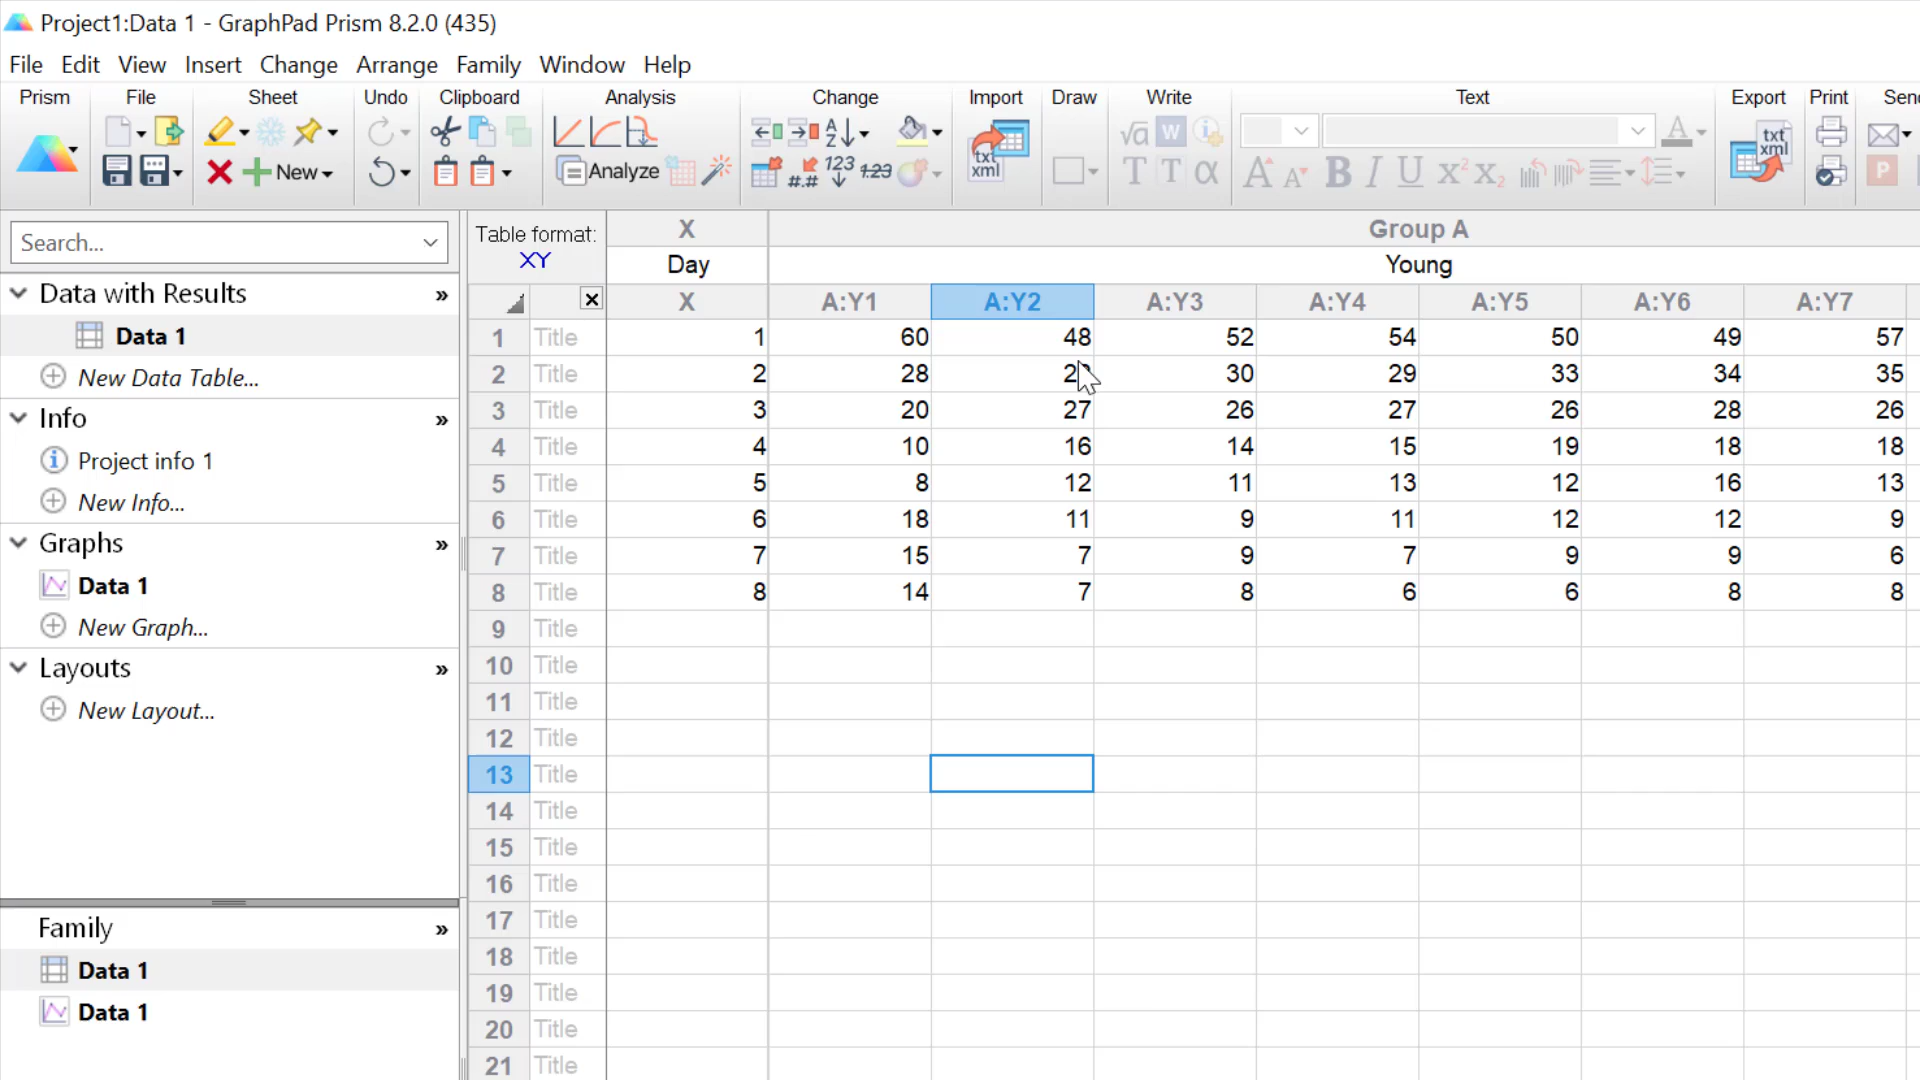 Project1:Data 1 - GraphPad Prism 8.2.0 (435)
File Edit View Insert Change Arrange Family Window Help
Prism File Sheet Undo Clipboard Analysis Change Import Draw Write Text Export Print
New
Analyze
txt xml
txt xml
Search...
Data with Results »
Data 1
New Data Table...
Info »
Project info 1
New Info...
Graphs »
Data 1
New Graph...
Layouts »
New Layout...
Family »
Data 1
Data 1
Table format:
XY
X Group A
Day Young
X A:Y1 A:Y2 A:Y3 A:Y4 A:Y5 A:Y6 A:Y7
1 Title 1 60 48 52 54 50 49 57
2 Title 2 28 30 29 33 34 35
3 Title 3 20 27 26 27 26 28 26
4 Title 4 10 16 14 15 19 18 18
5 Title 5 8 12 11 13 12 16 13
6 Title 6 18 11 9 11 12 12 9
7 Title 7 15 7 9 7 9 9 6
8 Title 8 14 7 8 6 6 8 8
9 Title
10 Title
11 Title
12 Title
13 Title
14 Title
15 Title
16 Title
17 Title
18 Title
19 Title
20 Title
21 Title